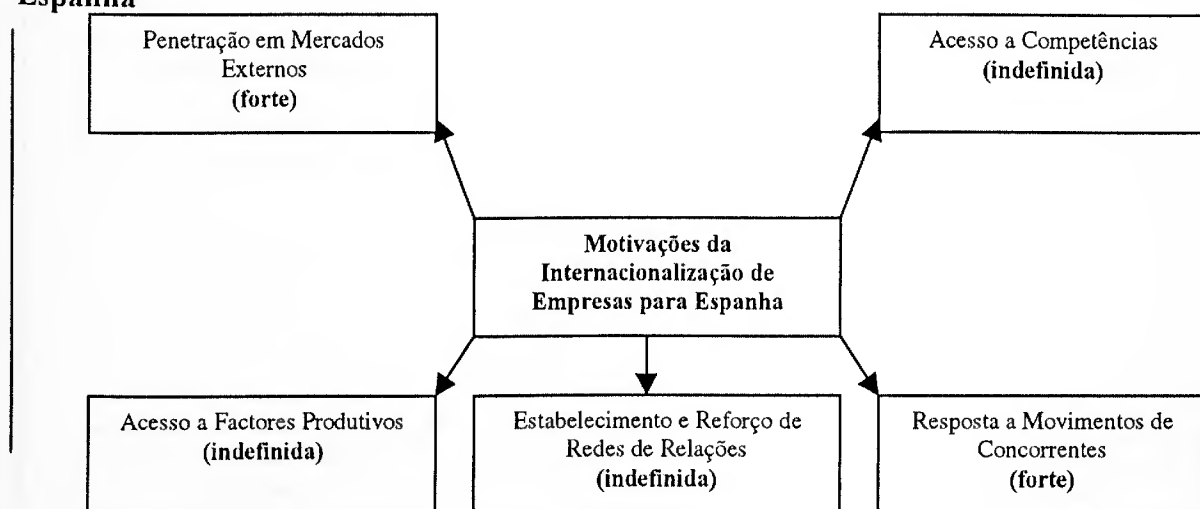 Espanha
Penetração em Mercados
Externos
(forte)
Acesso a Competências
(indefinida)
Motivações da
Internacionalização de
Empresas para Espanha
Acesso a Factores Produtivos
(indefinida)
Estabelecimento e Reforço de
Redes de Relações
(indefinida)
Resposta a Movimentos de
Concorrentes
(forte)